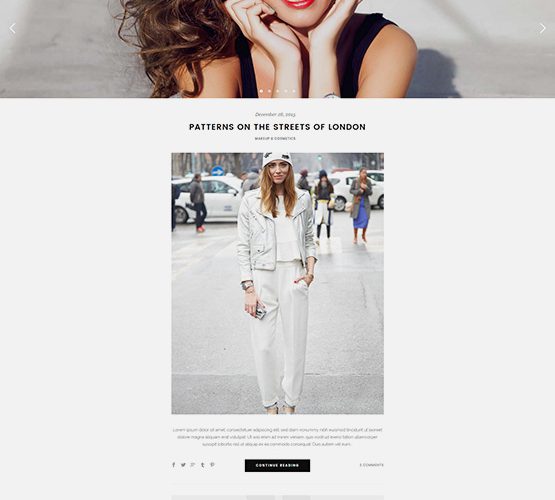 December 28, 2015
PATTERNS ON THE STREETS OF LONDON
MAKEUP & COSMETICS
Lorem ipsum dolor sit amet, consectetuer adipiscing elit, sed diam nonummy nibh euismod tincidunt ut laoreet
dolore magna aliquam erat volutpat. Ut wisi enim ad minim veniam, quis nostrud exerci tation ullamcorper
suscipit lobortis nisl ut aliquip ex ea commodo consequat. Duis autem vel eum.
CONTINUE READING
5 COMMENTS